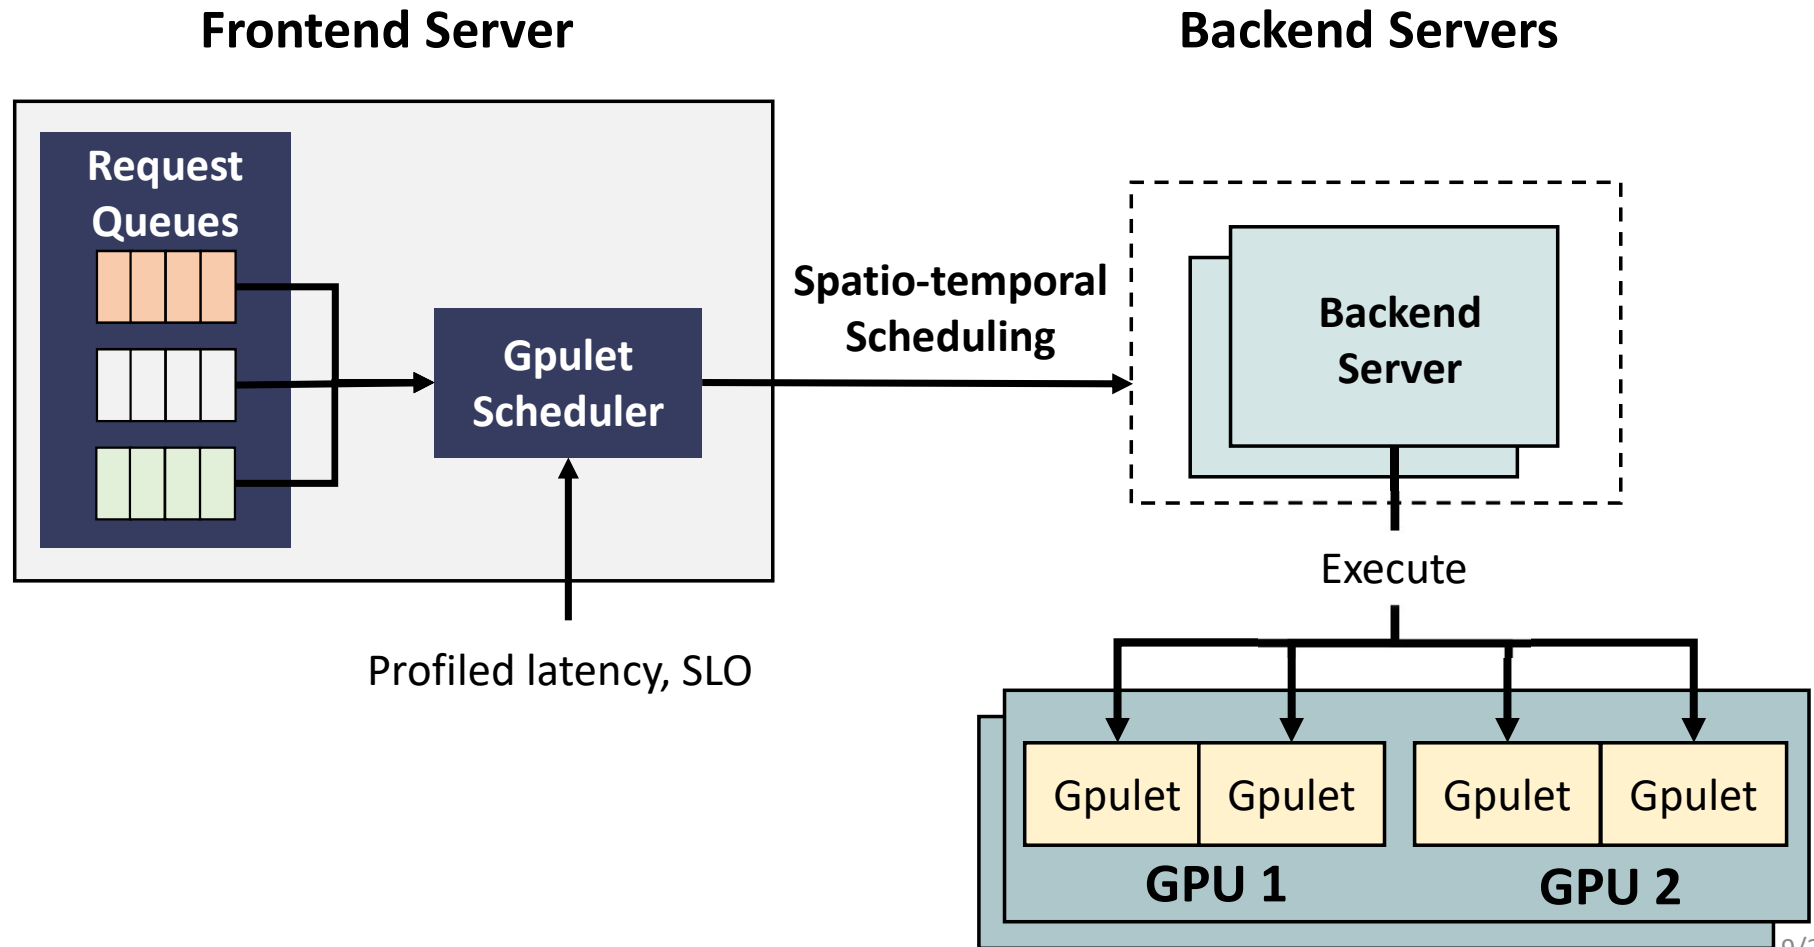 Frontend Server
Backend Servers
Request
Queues
Gpulet
Scheduler
Spatio-temporal
Scheduling
Backend
Server
Profiled latency, SLO
Execute
Gpulet
Gpulet
Gpulet
Gpulet
GPU 1
GPU 2